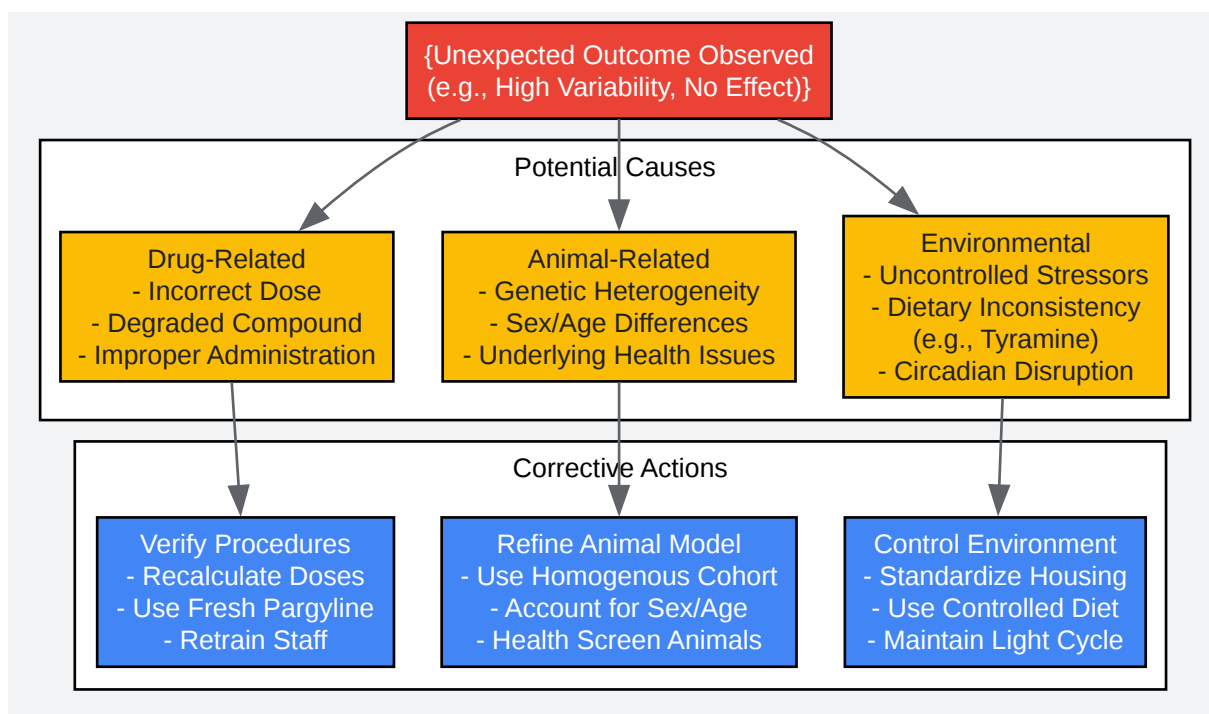 {Unexpected Outcome Observed
(e.g., High Variability, No Effect)}
Potential Causes
Drug-Related
- Incorrect Dose
- Degraded Compound
- Improper Administration
Animal-Related
- Genetic Heterogeneity
- Sex/Age Differences
- Underlying Health Issues
Environmental
- Uncontrolled Stressors
- Dietary Inconsistency
(e.g., Tyramine)
- Circadian Disruption
Corrective Actions
Verify Procedures
- Recalculate Doses
- Use Fresh Pargyline
- Retrain Staff
Refine Animal Model
- Use Homogenous Cohort
- Account for Sex/Age
- Health Screen Animals
Control Environment
- Standardize Housing
- Use Controlled Diet
- Maintain Light Cycle